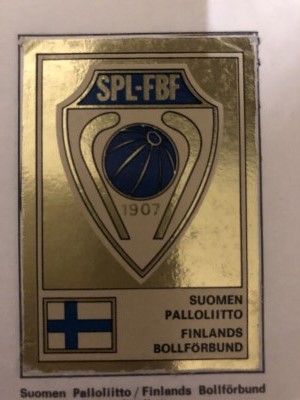 SPL-FBF
1907
SUOMEN
PALLOLIITTO
FINLANDS
BOLLFÖRBUND
Suomen Palloliitto / Finlands Bollförbund